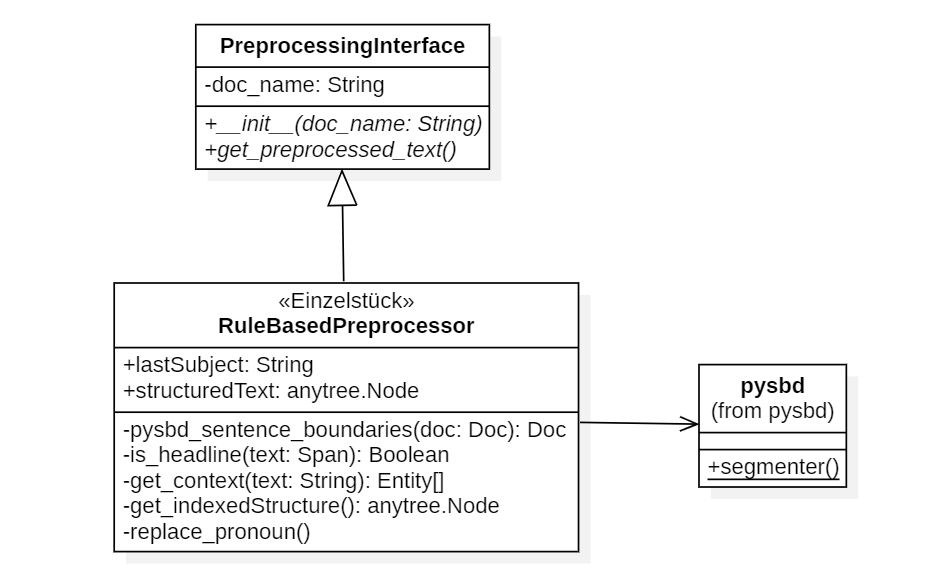 PreprocessingInterface
-doc_name: String
+__init__(doc_name: String)
+get_preprocessed_text()
«Einzelstück»
RuleBasedPreprocessor
+lastSubject: String
+structuredText: anytree.Node
-pysbd_sentence_boundaries(doc: Doc): Doc
-is_headline(text: Span): Boolean
-get_context(text: String): Entity[]
-get_indexedStructure(): anytree.Node
-replace_pronoun()
pysbd
(from pysbd)
+segmenter()